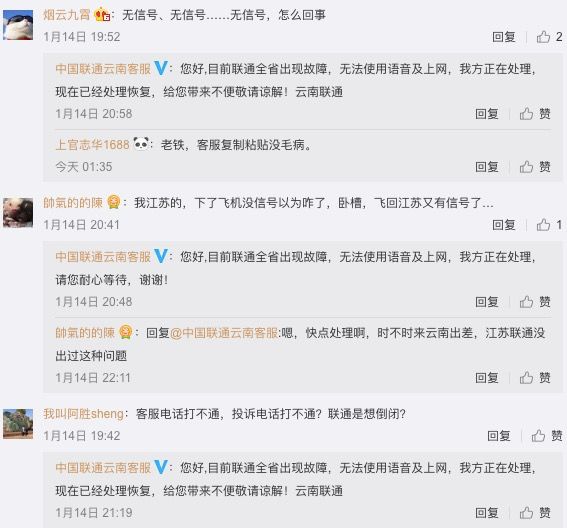 烟云九霄：无信号、无信号......无信号，怎么回事
1月14日 19:52 回复 2
中国联通云南客服：您好,目前联通全省出现故障，无法使用语音及上网，我方正在处理，
现在已经处理恢复，给您带来不便敬请谅解！云南联通
1月14日 20:58 回复 赞
上官志华1688：老铁，客服复制粘贴没毛病。
今天 01:35 回复 赞
帥氣的的陳：我江苏的，下了飞机没信号以为咋了，卧槽，飞回江苏又有信号了...
1月14日 20:41 回复 1
中国联通云南客服：您好,目前联通全省出现故障，无法使用语音及上网，我方正在处理，
请您耐心等待，谢谢！
1月14日 20:48 回复 赞
帥氣的的陳：回复@中国联通云南客服:嗯，快点处理啊，时不时来云南出差，江苏联通没
出过这种问题
1月14日 22:11 回复 赞
我叫阿胜sheng：客服电话打不通，投诉电话打不通？联通是想倒闭？
1月14日 19:42 回复 赞
中国联通云南客服：您好,目前联通全省出现故障，无法使用语音及上网，我方正在处理，
现在已经处理恢复，给您带来不便敬请谅解！云南联通
1月14日 21:19 回复 赞